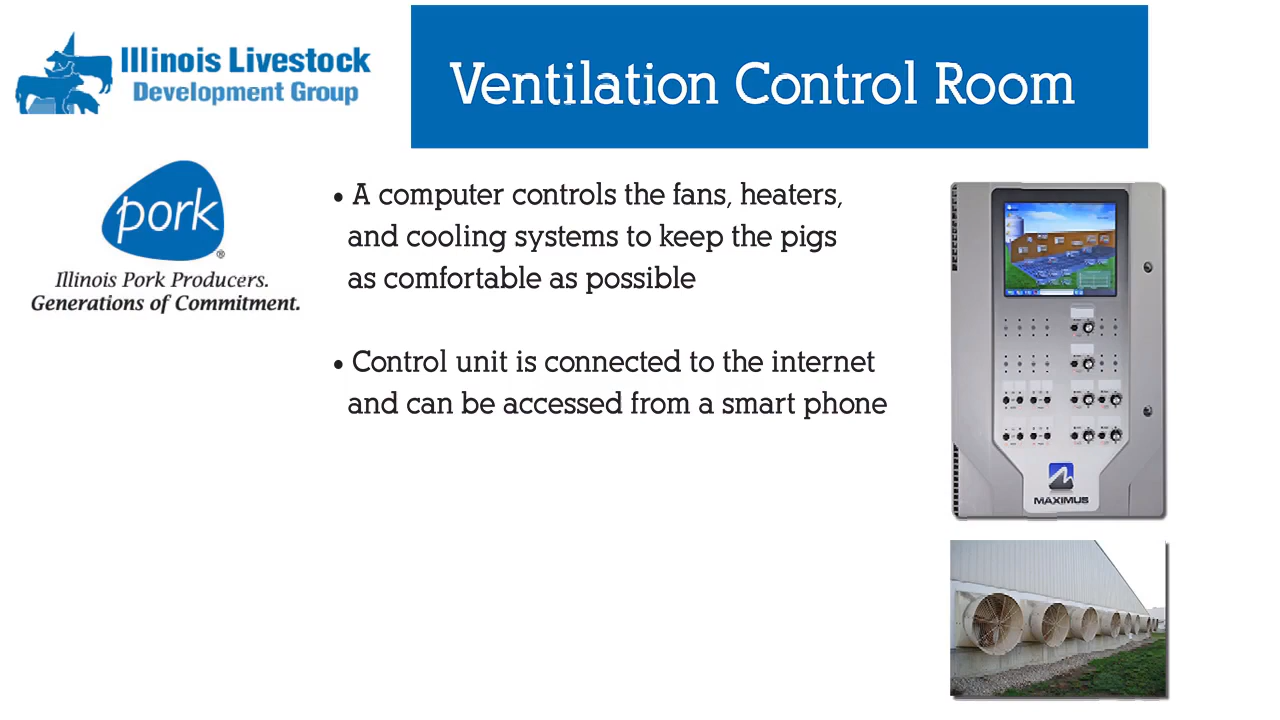 Illinois Livestock
Development Group
Ventilation Control Room
pork®
Illinois Pork Producers.
Generations of Commitment.
• A computer controls the fans, heaters,
and cooling systems to keep the pigs
as comfortable as possible
• Control unit is connected to the internet
and can be accessed from a smart phone
MAXIMUS